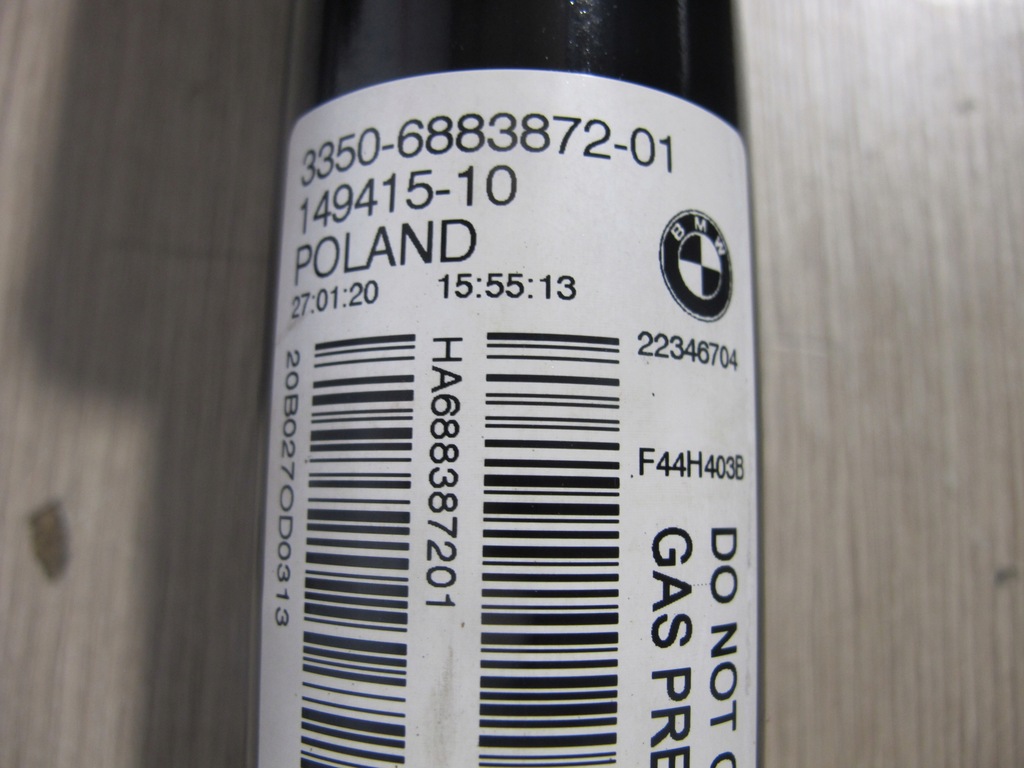 3350-6883872-01
149415-10
POLAND
27:01:20 15:55:13
BMW
22346704
F44H403B
20B027OD0313
HA688387201
DO NOT
GAS PRE